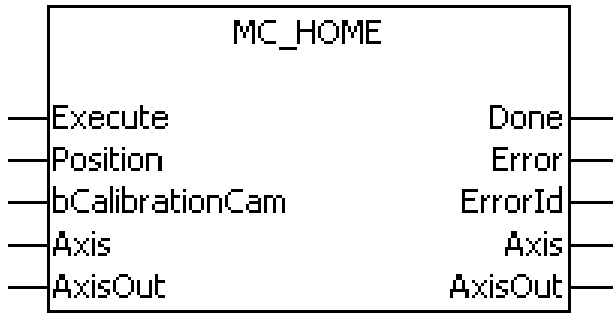 MC_HOME
Execute Done
Position Error
bCalibrationCam ErrorId
Axis Axis
AxisOut AxisOut